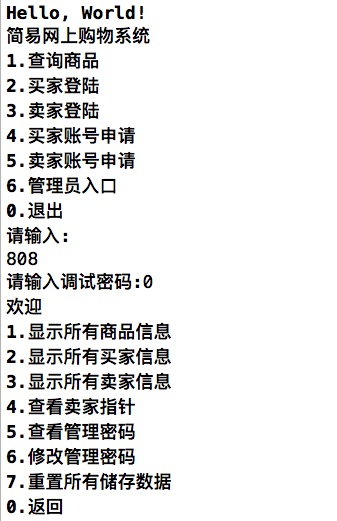 Hello, World!
简易网上购物系统
1.查询商品
2.买家登陆
3.卖家登陆
4.买家账号申请
5.卖家账号申请
6.管理员入口
0.退出
请输入:
808
请输入调试密码:0
欢迎
1.显示所有商品信息
2.显示所有买家信息
3.显示所有卖家信息
4.查看卖家指针
5.查看管理密码
6.修改管理密码
7.重置所有储存数据
0.返回